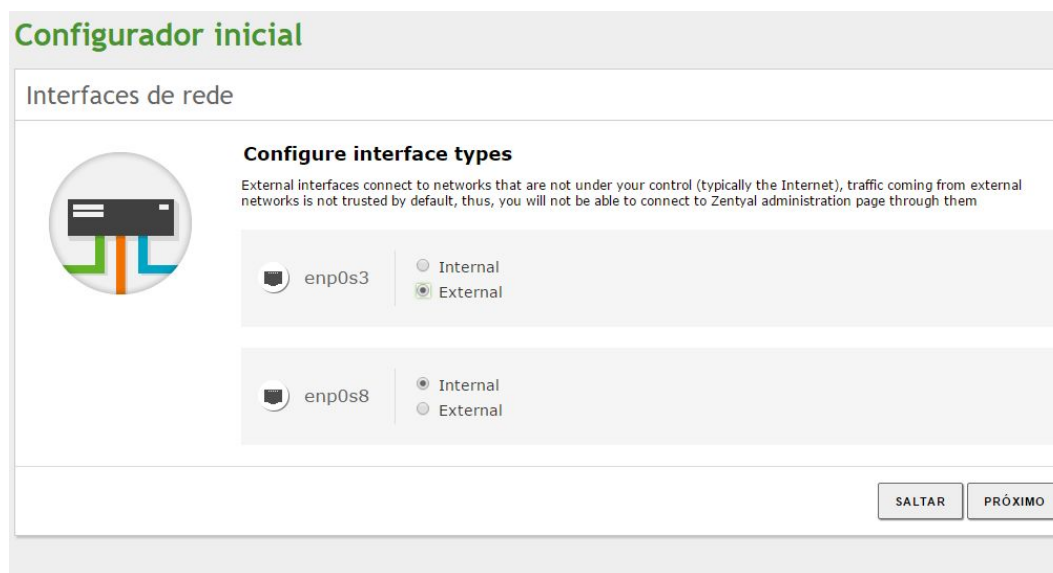 Configurador inicial
Interfaces de rede
Configure interface types
External interfaces connect to networks that are not under your control (typically the Internet), traffic coming from external
networks is not trusted by default, thus, you will not be able to connect to Zentyal administration page through them
enp0s3
Internal
External
enp0s8
Internal
External
SALTAR
PRÓXIMO